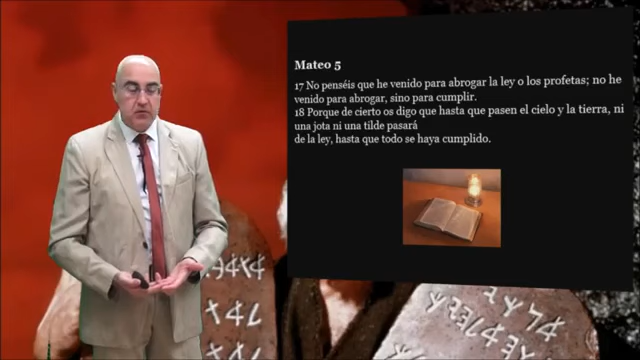 Mateo 5
17 No penséis que he venido para abrogar la ley o los profetas; no he
venido para abrogar, sino para cumplir.
18 Porque de cierto os digo que hasta que pasen el cielo y la tierra, ni
una jota ni una tilde pasará
de la ley, hasta que todo se haya cumplido.